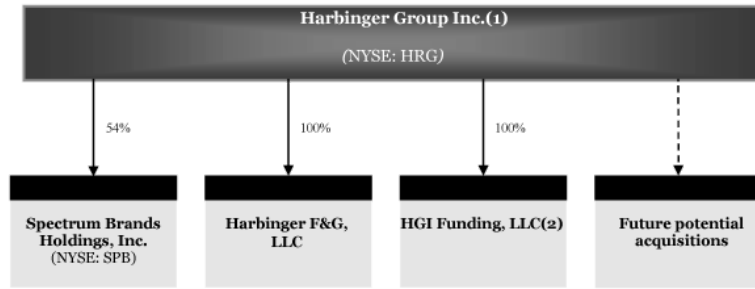 Harbinger Group Inc.(1)
(NYSE: HRG)
54%
100%
100%
Spectrum Brands
Holdings, Inc.
(NYSE: SPB)
Harbinger F&G,
LLC
HGI Funding, LLC(2)
Future potential
acquisitions